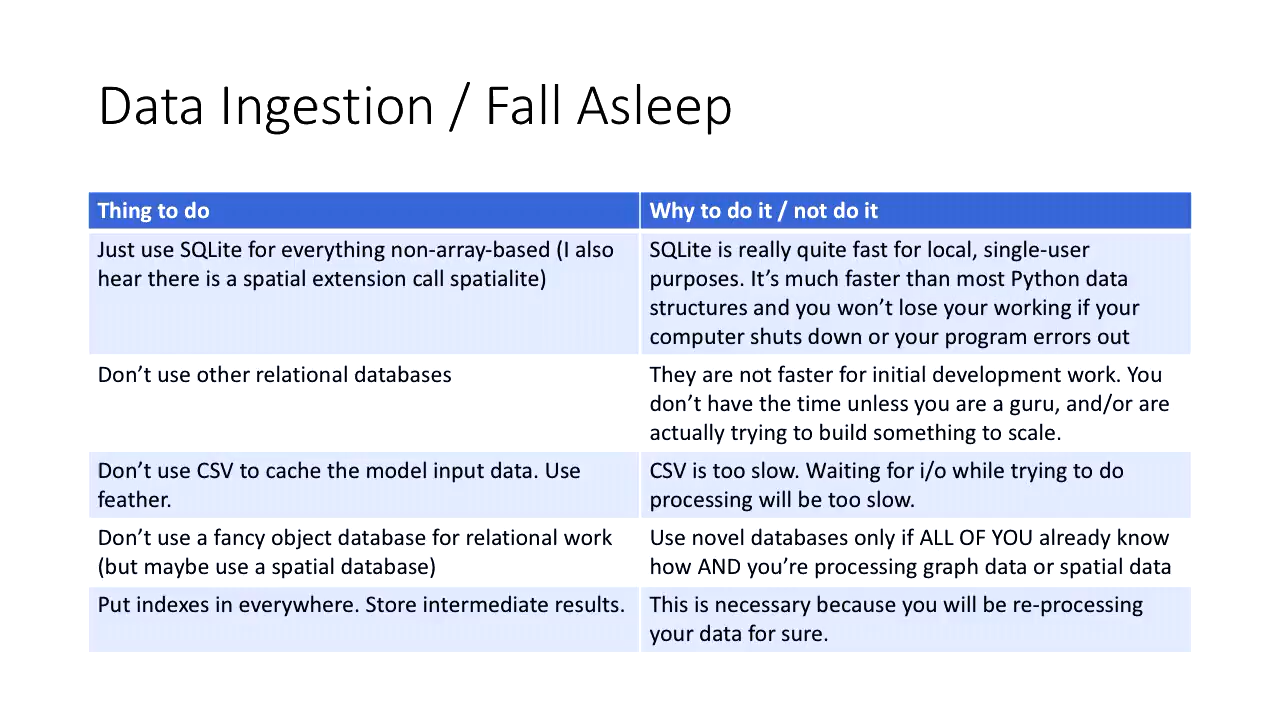 Data Ingestion / Fall Asleep
Thing to do
Why to do it / not do it
Just use SQLite for everything non-array-based (I also
hear there is a spatial extension call spatialite)
SQLite is really quite fast for local, single-user
purposes. It’s much faster than most Python data
structures and you won’t lose your working if your
computer shuts down or your program errors out
Don’t use other relational databases
They are not faster for initial development work. You
don’t have the time unless you are a guru, and/or are
actually trying to build something to scale.
Don’t use CSV to cache the model input data. Use
feather.
CSV is too slow. Waiting for i/o while trying to do
processing will be too slow.
Don’t use a fancy object database for relational work
(but maybe use a spatial database)
Use novel databases only if ALL OF YOU already know
how AND you’re processing graph data or spatial data
Put indexes in everywhere. Store intermediate results.
This is necessary because you will be re-processing
your data for sure.